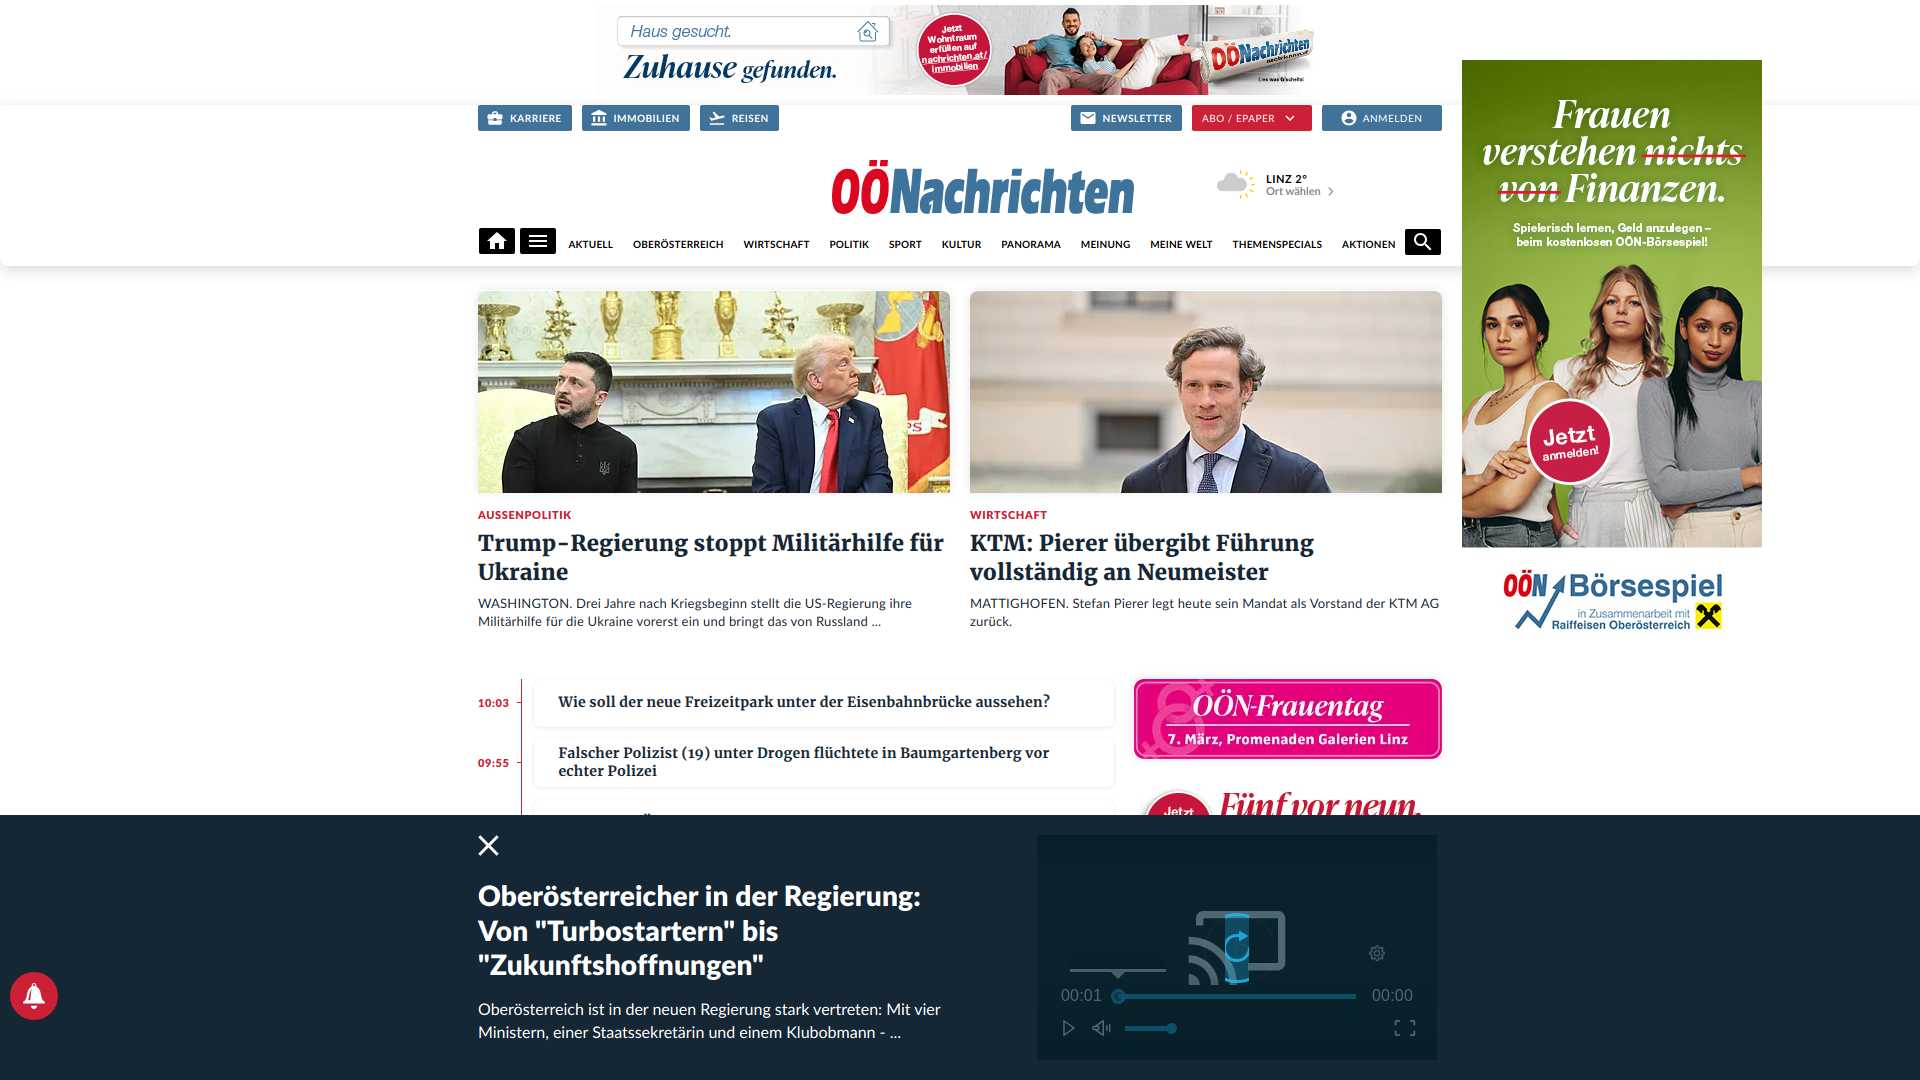 Haus gesucht.
Zuhause gefunden.
Jetzt
Wohntraum
erfüllen auf
nachrichten.at/
immobilien
OÖNachrichten
Lies was G'scheits!
KARRIERE
IMMOBILIEN
REISEN
NEWSLETTER
ABO / EPAPER
ANMELDEN
OÖNachrichten
LINZ 2°
Ort wählen
AKTUELL
OBERÖSTERREICH
WIRTSCHAFT
POLITIK
SPORT
KULTUR
PANORAMA
MEINUNG
MEINE WELT
THEMENSPECIALS
AKTIONEN
Frauen
verstehen nichts
von Finanzen.
Spielerisch lernen, Geld anzulegen –
beim kostenlosen OÖN-Börsespiel!
Jetzt
anmelden!
OÖN Börsespiel
in Zusammenarbeit mit
Raiffeisen Oberösterreich
AUSSENPOLITIK
Trump-Regierung stoppt Militärhilfe für
Ukraine
WASHINGTON. Drei Jahre nach Kriegsbeginn stellt die US-Regierung ihre
Militärhilfe für die Ukraine vorerst ein und bringt das von Russland ...
WIRTSCHAFT
KTM: Pierer übergibt Führung
vollständig an Neumeister
MATTIGHOFEN. Stefan Pierer legt heute sein Mandat als Vorstand der KTM AG
zurück.
10:03
Wie soll der neue Freizeitpark unter der Eisenbahnbrücke aussehen?
09:55
Falscher Polizist (19) unter Drogen flüchtete in Baumgartenberg vor
echter Polizei
OÖN-Frauentag
7. März, Promenaden Galerien Linz
Jetzt
Fünf vor neun.
Oberösterreicher in der Regierung:
Von "Turbostartern" bis
"Zukunftshoffnungen"
Oberösterreich ist in der neuen Regierung stark vertreten: Mit vier
Ministern, einer Staatssekretärin und einem Klubobmann - ...
00:01
00:00